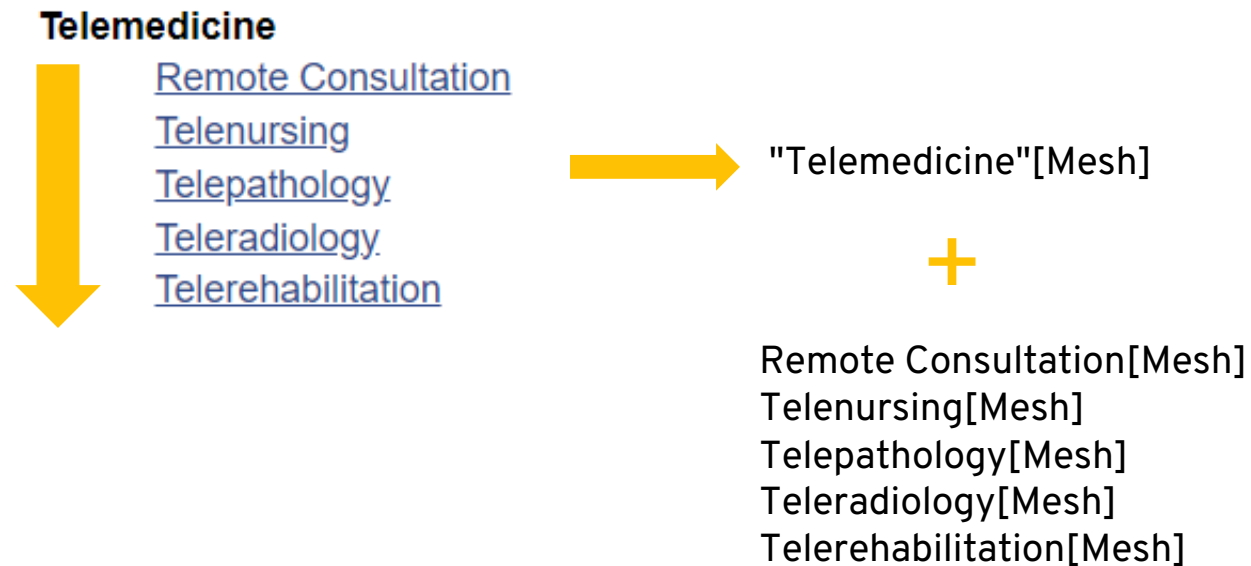 Telemedicine
Remote Consultation
Telenursing
Telepathology
Teleradiology
Telerehabilitation
"Telemedicine"[Mesh]
+
Remote Consultation[Mesh]
Telenursing[Mesh]
Telepathology[Mesh]
Teleradiology[Mesh]
Telerehabilitation[Mesh]